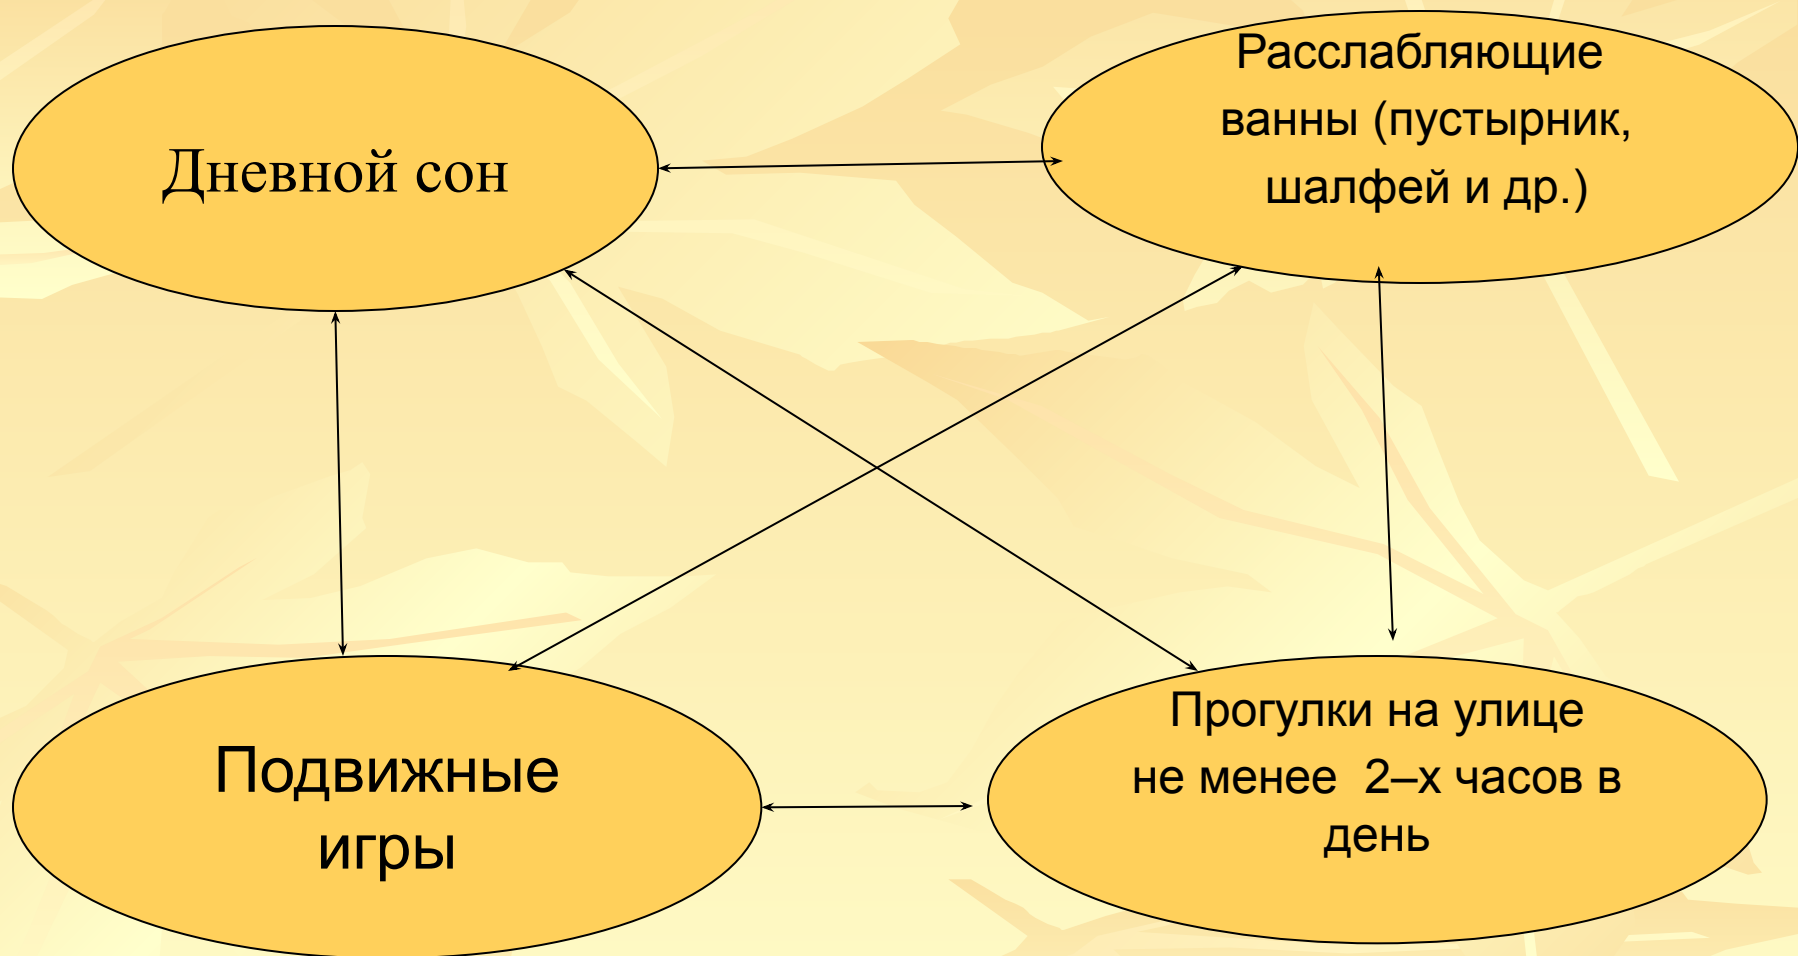 Дневной сон
Расслабляющие
ванны (пустырник,
шалфей и др.)
Подвижные
игры
Прогулки на улице
не менее  2–х часов в
день